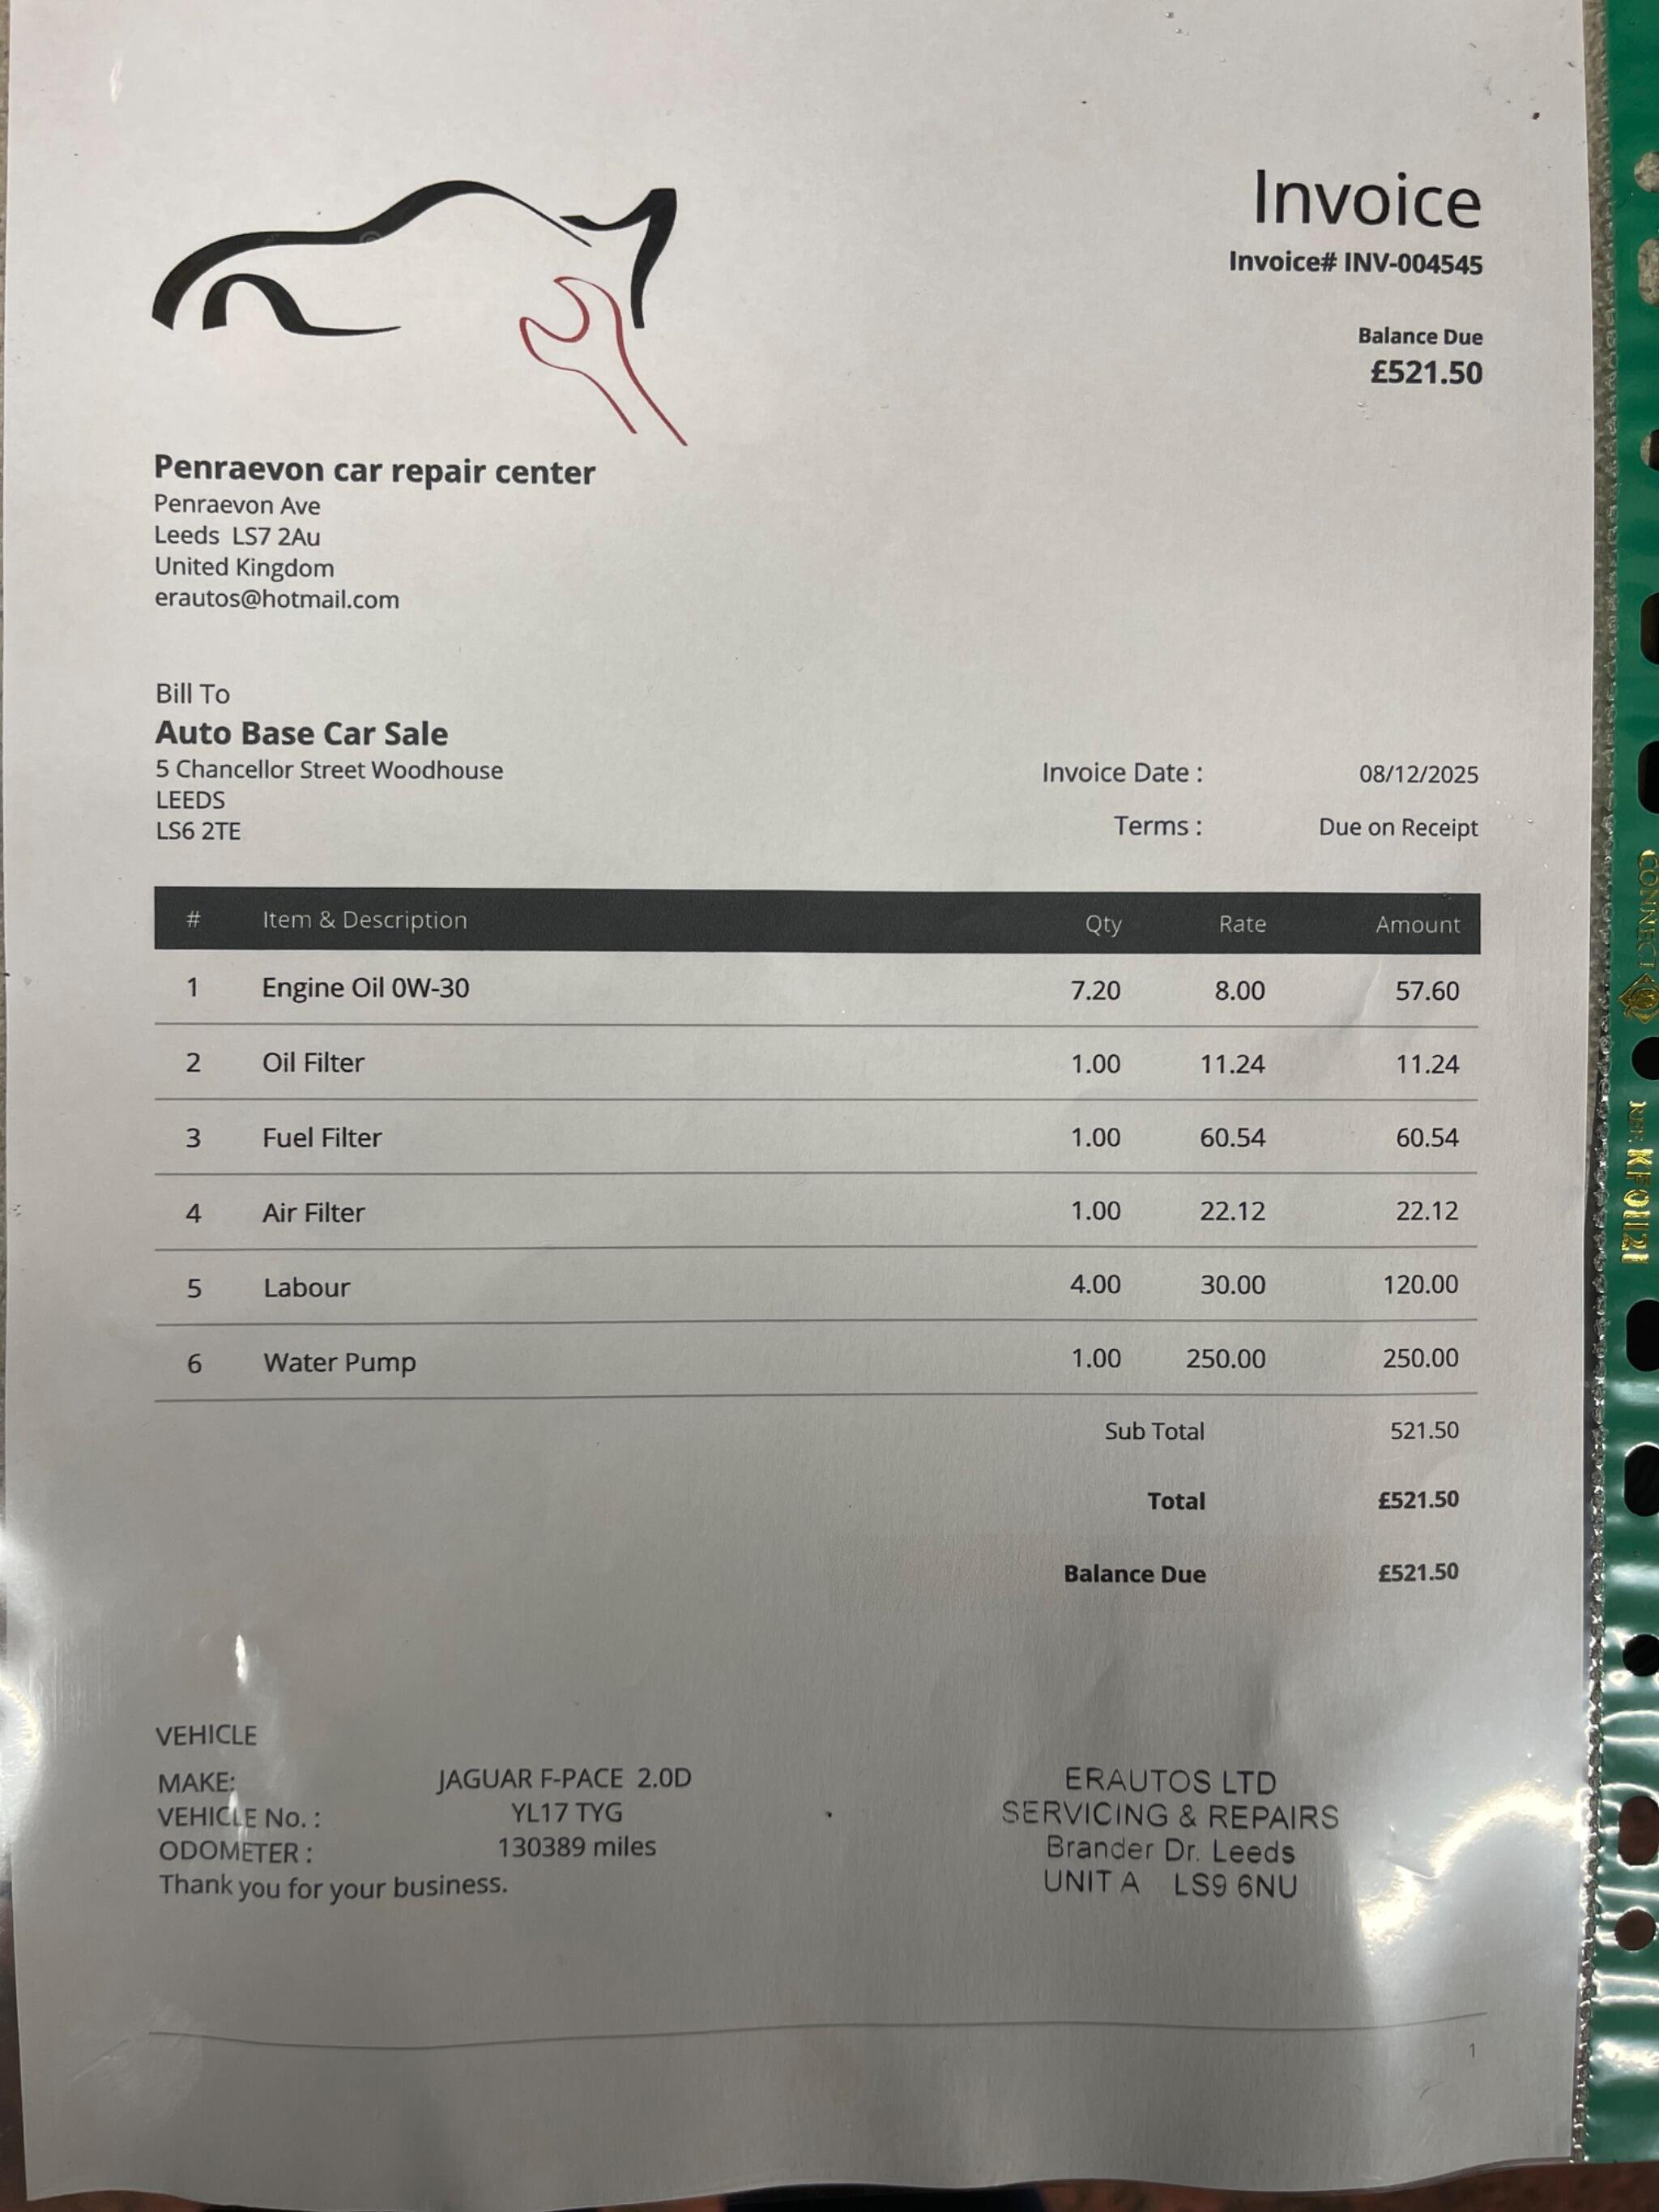 Invoice
Invoice# INV-004545
Balance Due
£521.50
Penraevon car repair center
Penraevon Ave
Leeds LS7 2Au
United Kingdom
erautos@hotmail.com
Bill To
Auto Base Car Sale
5 Chancellor Street Woodhouse
LEEDS
LS6 2TE
Invoice Date : 08/12/2025
Terms : Due on Receipt
# Item & Description Qty Rate Amount
1 Engine Oil 0W-30 7.20 8.00 57.60
2 Oil Filter 1.00 11.24 11.24
3 Fuel Filter 1.00 60.54 60.54
4 Air Filter 1.00 22.12 22.12
5 Labour 4.00 30.00 120.00
6 Water Pump 1.00 250.00 250.00
Sub Total 521.50
Total £521.50
Balance Due £521.50
VEHICLE
MAKE: JAGUAR F-PACE 2.0D
VEHICLE No. : YL17 TYG
ODOMETER : 130389 miles
Thank you for your business.
ERAUTOS LTD
SERVICING & REPAIRS
Brander Dr. Leeds
UNIT A LS9 6NU
1
CONNECT
REF: KF01121